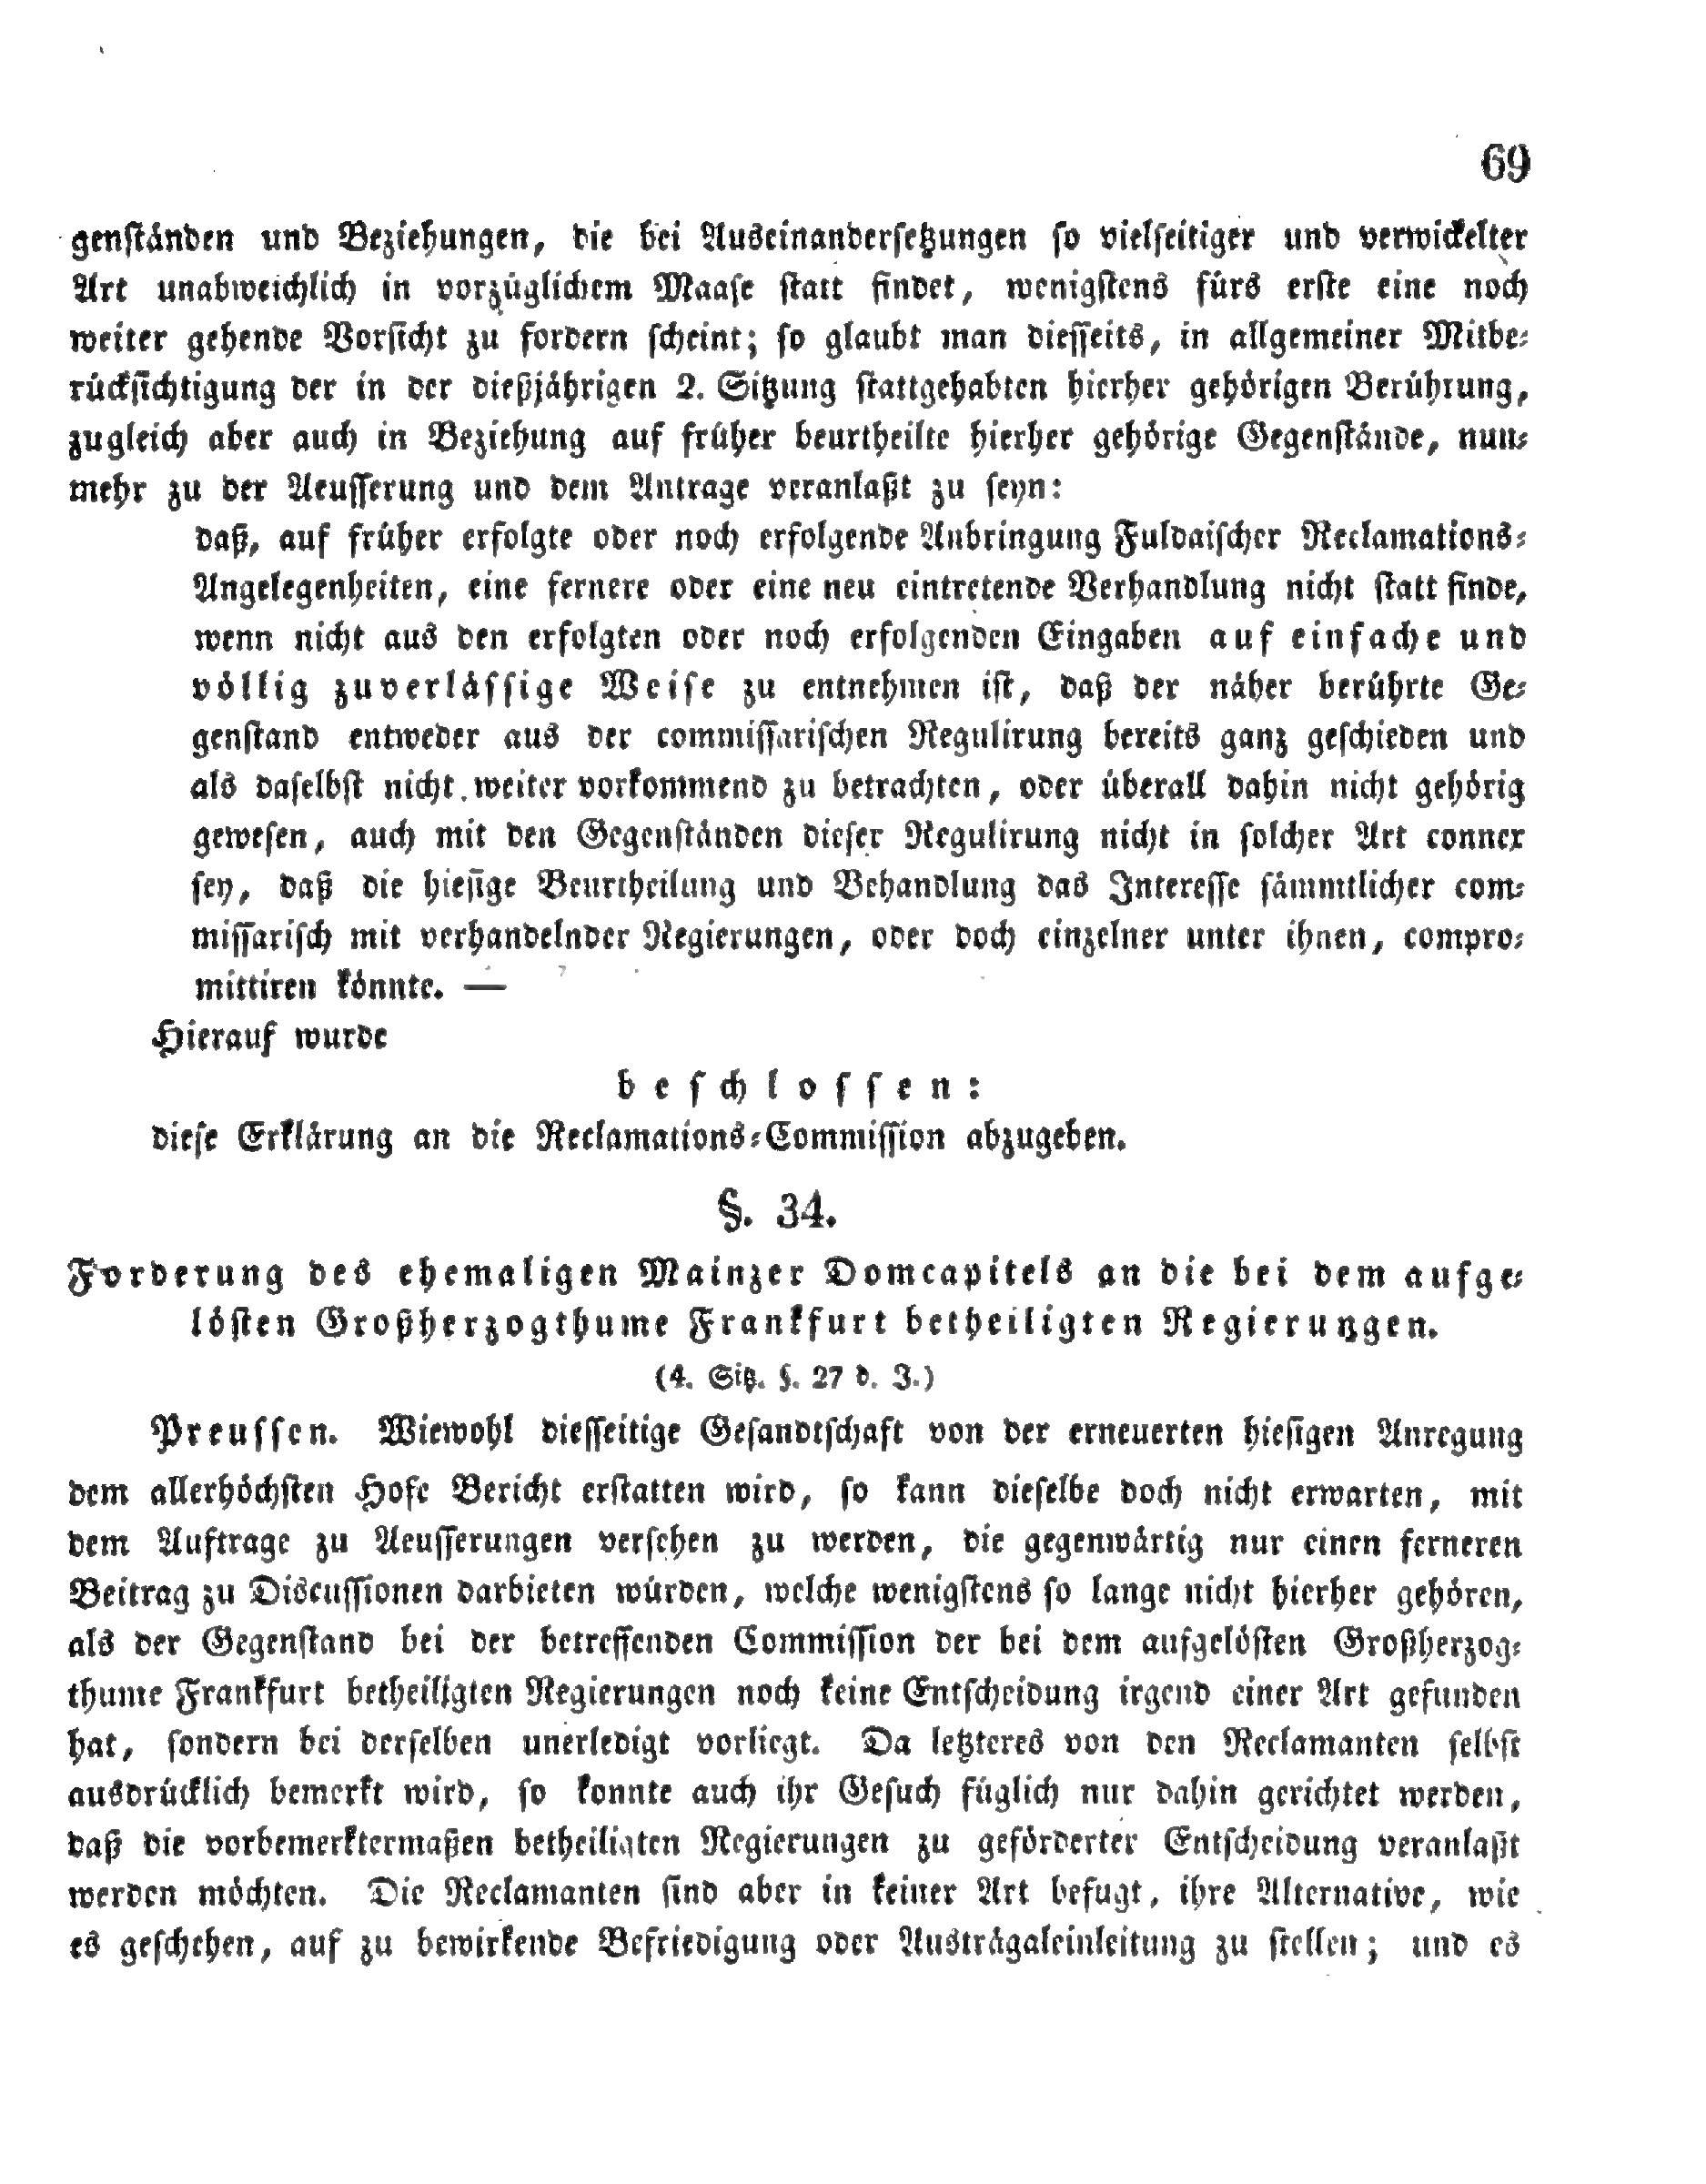 69
genständen und Beziehungen, die bei Auseinandersetzungen so vielseitiger und verwickelter
Art unabweichlich in vorzüglichem Maase statt findet, wenigstens fürs erste eine noch
weiter gehende Vorsicht zu fordern scheint; so glaubt man diesseits, in allgemeiner Mitbe-
rücksichtigung der in der dießjährigen 2. Sitzung stattgehabten hierher gehörigen Berührung,
zugleich aber auch in Beziehung auf früher beurtheilte hierher gehörige Gegenstände, nun-
mehr zu der Aeusserung und dem Antrage veranlaßt zu seyn:
daß, auf früher erfolgte oder noch erfolgende Anbringung Fuldaischer Reclamations-
Angelegenheiten, eine fernere oder eine neu eintretende Verhandlung nicht statt finde,
wenn nicht aus den erfolgten oder noch erfolgenden Eingaben auf einfache und
völlig zuverlässige Weise zu entnehmen ist, daß der näher berührte Ge-
genstand entweder aus der commissarischen Regulirung bereits ganz geschieden und
als daselbst nicht weiter vorkommend zu betrachten, oder überall dahin nicht gehörig
gewesen, auch mit den Gegenständen dieser Regulirung nicht in solcher Art connex
sey, daß die hiesige Beurtheilung und Behandlung das Interesse sämmtlicher com-
missarisch mit verhandelnder Regierungen, oder doch einzelner unter ihnen, compro-
mittiren könnte. —
Hierauf wurde
beschlossen:
diese Erklärung an die Reclamations-Commission abzugeben.
§. 34.
Forderung des ehemaligen Mainzer Domcapitels an die bei dem aufge-
lösten Großherzogthume Frankfurt betheiligten Regierungen.
(4. Sitz. §. 27 d. J.)
Preussen. Wiewohl diesseitige Gesandtschaft von der erneuerten hiesigen Anregung
dem allerhöchsten Hofe Bericht erstatten wird, so kann dieselbe doch nicht erwarten, mit
dem Auftrage zu Aeusserungen versehen zu werden, die gegenwärtig nur einen ferneren
Beitrag zu Discussionen darbieten würden, welche wenigstens so lange nicht hierher gehören,
als der Gegenstand bei der betreffenden Commission der bei dem aufgelösten Großherzog-
thume Frankfurt betheiligten Regierungen noch keine Entscheidung irgend einer Art gefunden
hat, sondern bei derselben unerledigt vorliegt. Da letzteres von den Reclamanten selbst
ausdrücklich bemerkt wird, so konnte auch ihr Gesuch füglich nur dahin gerichtet werden,
daß die vorbemerktermaßen betheiligten Regierungen zu geförderter Entscheidung veranlaßt
werden möchten. Die Reclamanten sind aber in keiner Art befugt, ihre Alternative, wie
es geschehen, auf zu bewirkende Befriedigung oder Austrägaleinleitung zu stellen; und es